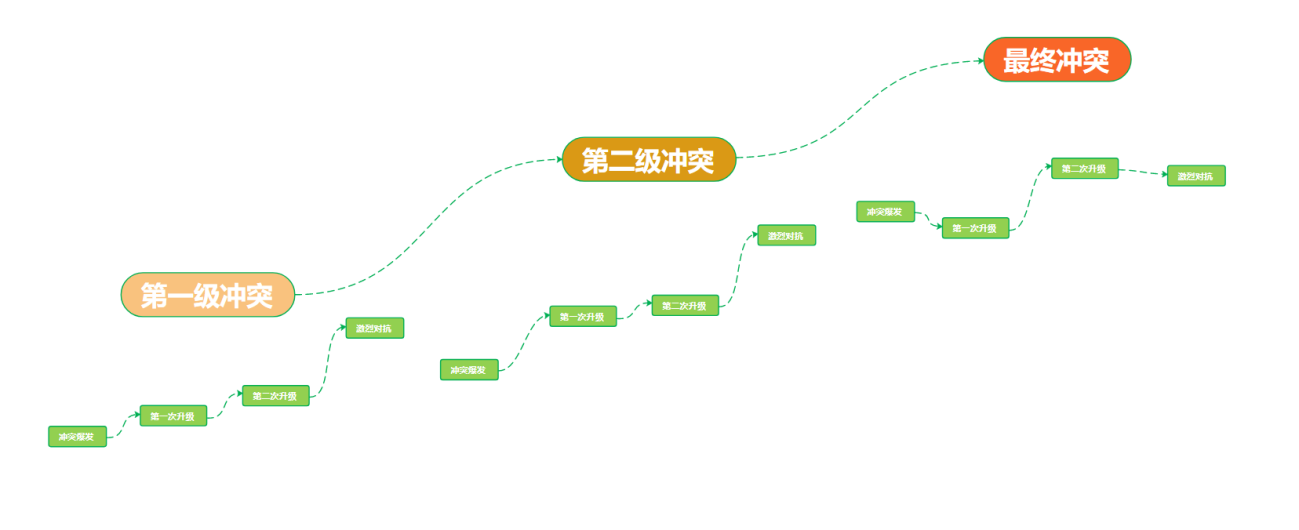 最终冲突
第二级冲突
第一级冲突
冲突爆发
第一次升级
第二次升级
激烈对抗
冲突爆发
第一次升级
第二次升级
激烈对抗
冲突爆发
第一次升级
第二次升级
激烈对抗